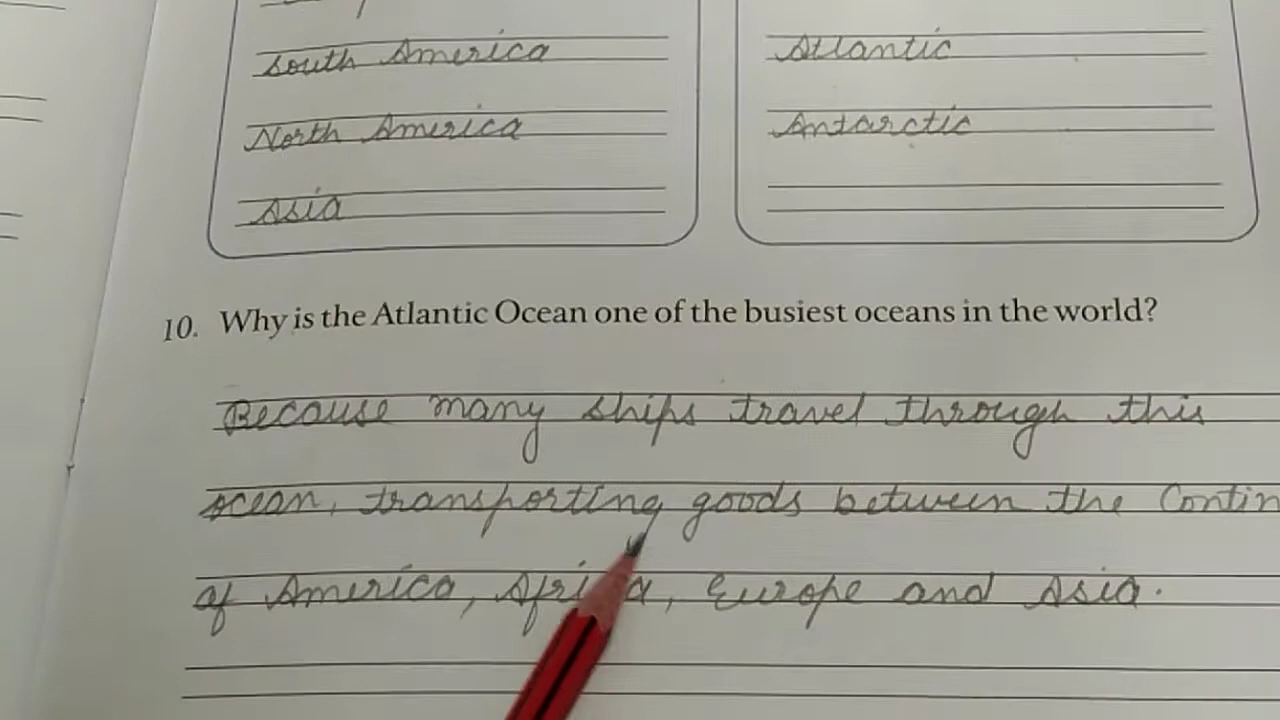 South America
Atlantic
North America
Antarctic
Asia
10. Why is the Atlantic Ocean one of the busiest oceans in the world?
Because many ships travel through this
ocean, transporting goods between the Contin
of America, Africa, Europe and Asia.